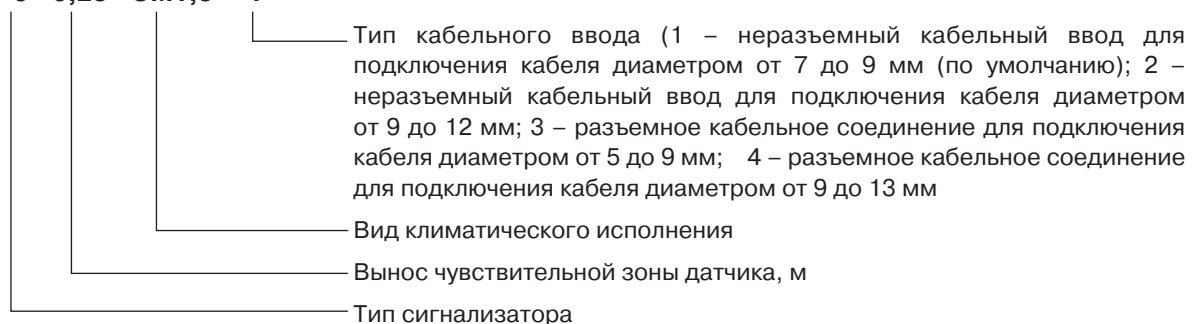 Тип кабельного ввода (1 – неразъемный кабельный ввод для
подключения кабеля диаметром от 7 до 9 мм (по умолчанию); 2 –
неразъемный кабельный ввод для подключения кабеля диаметром
от 9 до 12 мм; 3 – разъемное кабельное соединение для подключения
кабеля диаметром от 5 до 9 мм; 4 – разъемное кабельное соединение
для подключения кабеля диаметром от 9 до 13 мм
Вид климатического исполнения
Вынос чувствительной зоны датчика, м
Тип сигнализатора